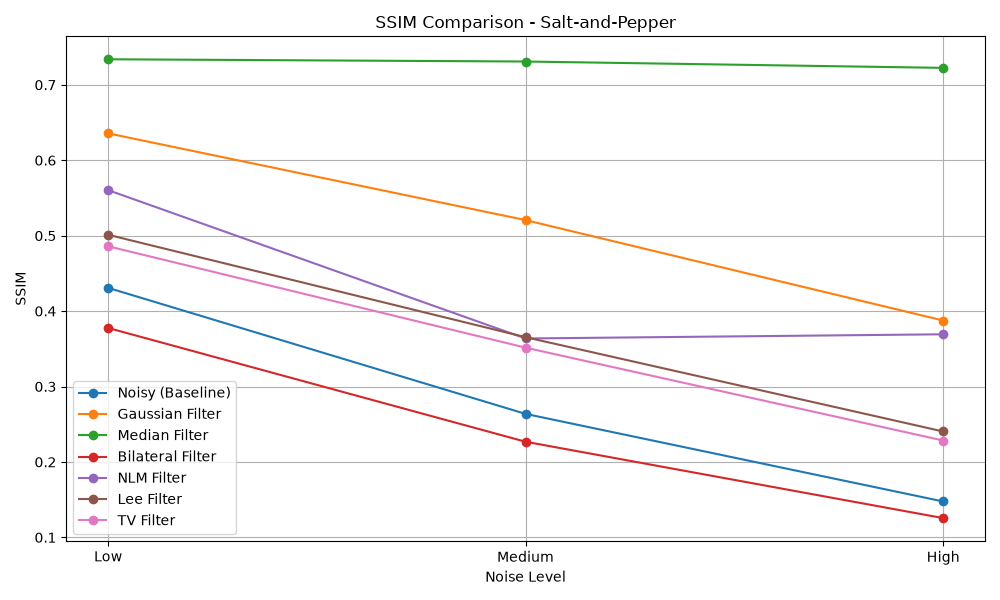 SSIM Comparison - Salt-and-Pepper
SSIM
0.7
0.6
0.5
0.4
0.3
0.2
0.1
Noisy (Baseline)
Gaussian Filter
Median Filter
Bilateral Filter
NLM Filter
Lee Filter
TV Filter
Low
Medium
High
Noise Level